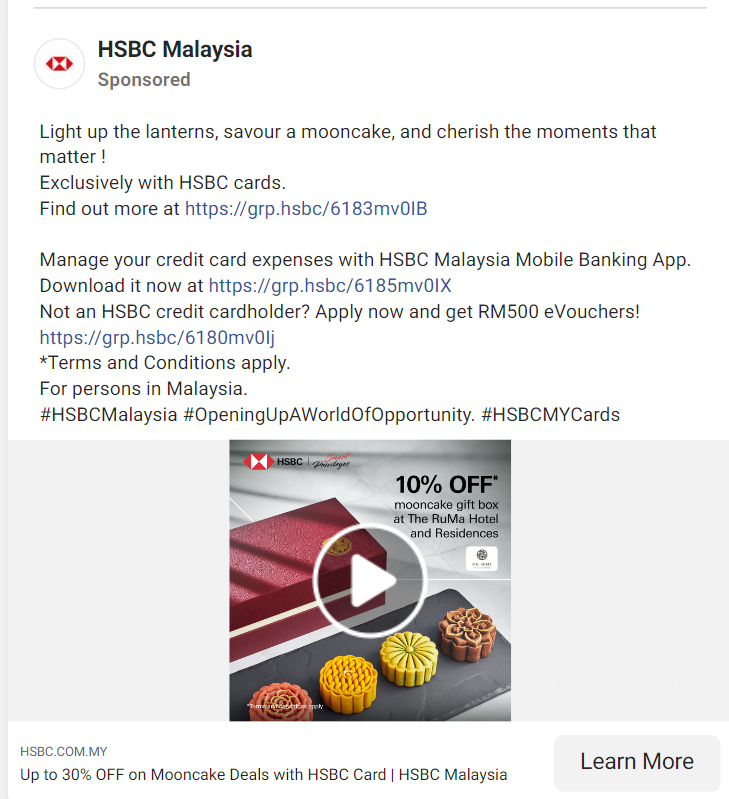 HSBC Malaysia
Sponsored
Light up the lanterns, savour a mooncake, and cherish the moments that
matter !
Exclusively with HSBC cards.
Find out more at https://grp.hsbc/6183mv0IB
Manage your credit card expenses with HSBC Malaysia Mobile Banking App.
Download it now at https://grp.hsbc/6185mv0IX
Not an HSBC credit cardholder? Apply now and get RM500 eVouchers!
https://grp.hsbc/6180mv0Ij
*Terms and Conditions apply.
For persons in Malaysia.
#HSBCMalaysia #OpeningUpAWorldOfOpportunity. #HSBCMYCards
HSBC | Privileges
10% OFF*
mooncake gift box
at The RuMa Hotel
and Residences
*Terms and conditions apply
HSBC.COM.MY
Up to 30% OFF on Mooncake Deals with HSBC Card | HSBC Malaysia
Learn More